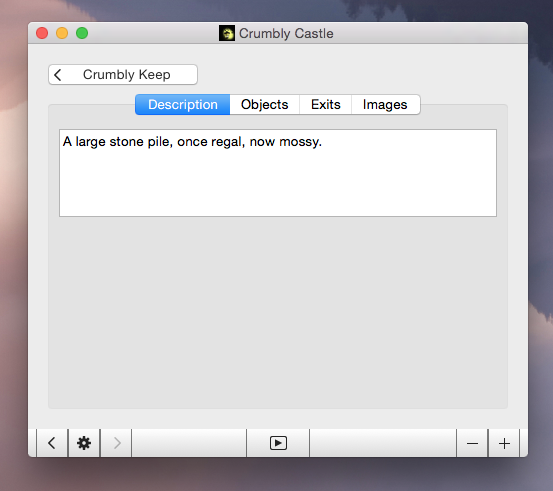 Crumbly Castle
Crumbly Keep
Description Objects Exits Images
A large stone pile, once regal, now mossy.